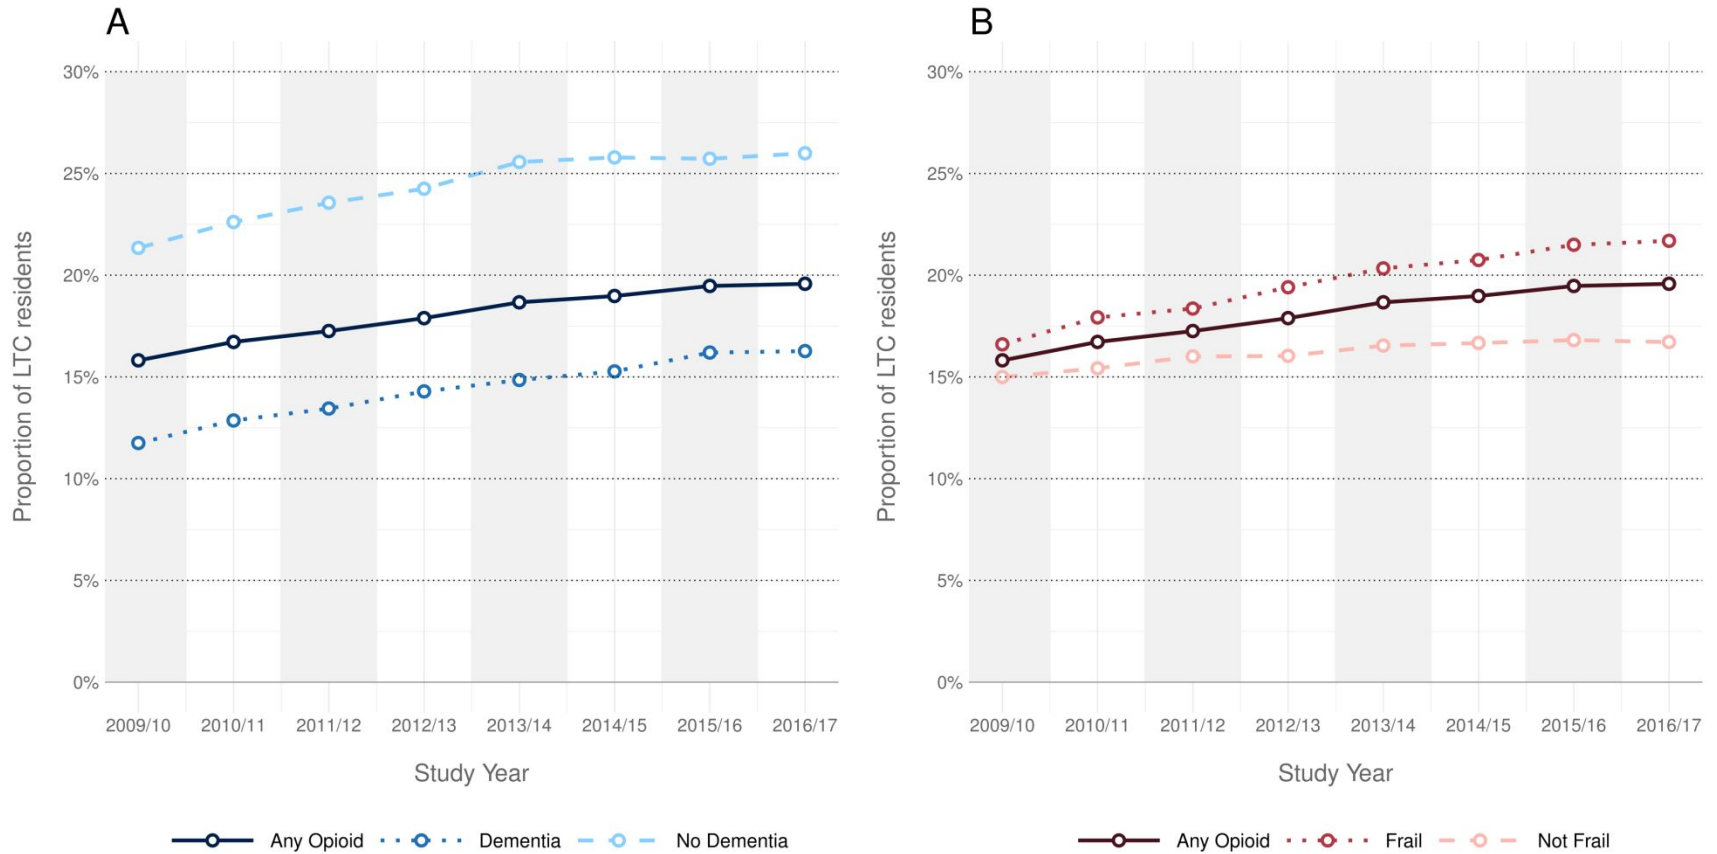 A
B
Proportion of LTC residents
30%
25%
20%
15%
10%
5%
0%
2009/10 2010/11 2011/12 2012/13 2013/14 2014/15 2015/16 2016/17
Study Year
Any Opioid Dementia No Dementia
Proportion of LTC residents
30%
25%
20%
15%
10%
5%
0%
2009/10 2010/11 2011/12 2012/13 2013/14 2014/15 2015/16 2016/17
Study Year
Any Opioid Frail Not Frail